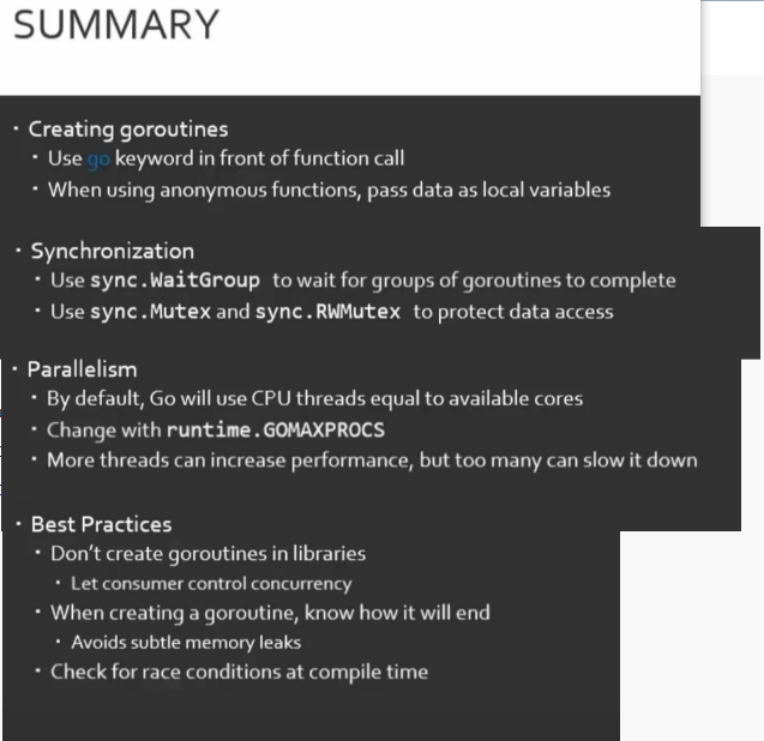 SUMMARY
· Creating goroutines
· Use go keyword in front of function call
· When using anonymous functions, pass data as local variables
· Synchronization
· Use sync.WaitGroup to wait for groups of goroutines to complete
· Use sync.Mutex and sync.RWMutex to protect data access
· Parallelism
· By default, Go will use CPU threads equal to available cores
· Change with runtime.GOMAXPROCS
· More threads can increase performance, but too many can slow it down
· Best Practices
· Don't create goroutines in libraries
· Let consumer control concurrency
· When creating a goroutine, know how it will end
· Avoids subtle memory leaks
· Check for race conditions at compile time